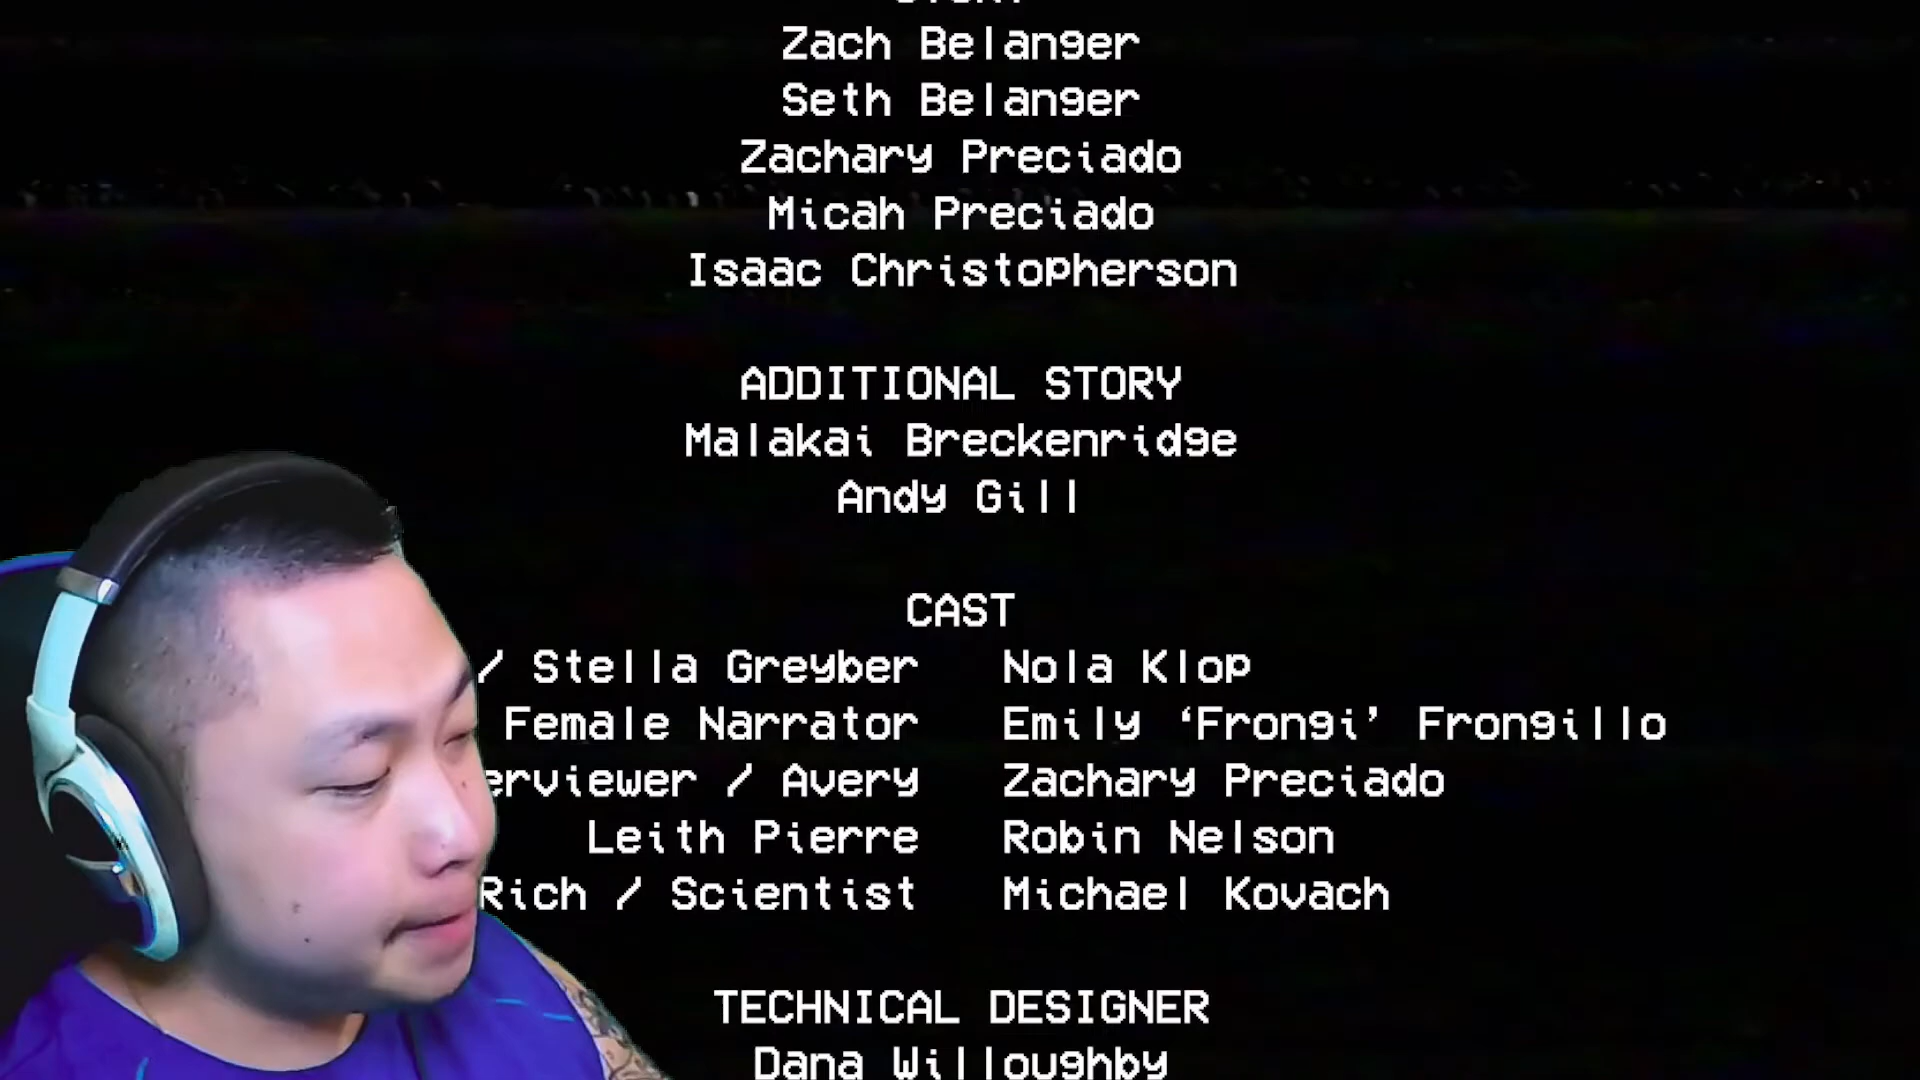 Zach Belanger
Seth Belanger
Zachary Preciado
Micah Preciado
Isaac Christopherson
ADDITIONAL STORY
Malakai Breckenridge
Andy Gill
CAST
/ Stella Greyber Nola Klop
Female Narrator Emily ‘Frongi’ Frongillo
/ Avery Zachary Preciado
Leith Pierre Robin Nelson
Rich / Scientist Michael Kovach
TECHNICAL DESIGNER
Dana Willoughby